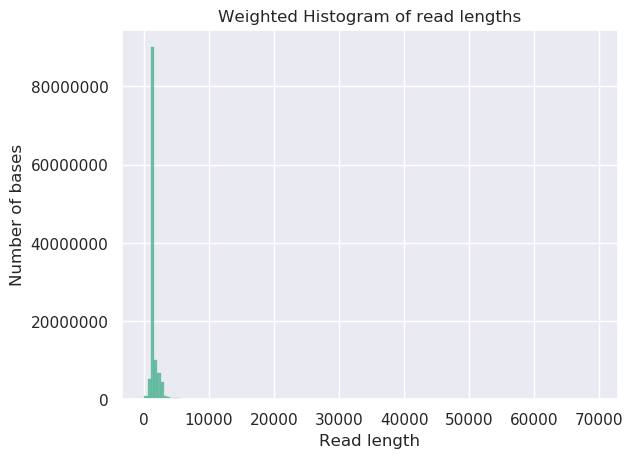 Weighted Histogram of read lengths
Number of bases
80000000
60000000
40000000
20000000
0
0 10000 20000 30000 40000 50000 60000 70000
Read length